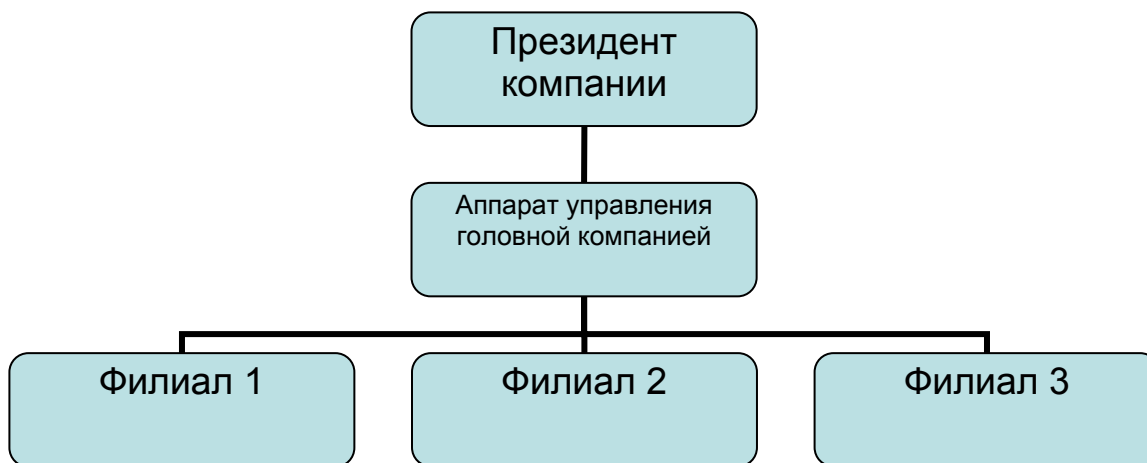 Президент
компании
Аппарат управления
головной компанией
Филиал 1
Филиал 2
Филиал 3